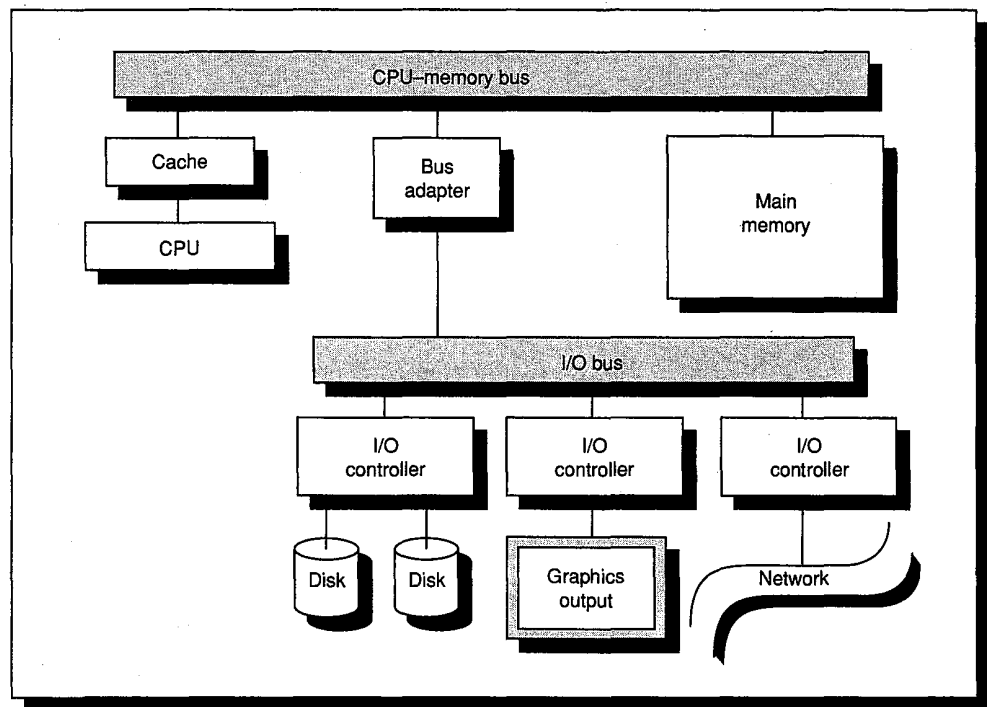 CPU–memory bus
Cache
Bus
adapter
Main
memory
CPU
I/O bus
I/O
controller
I/O
controller
I/O
controller
Disk
Disk
Graphics
output
Network